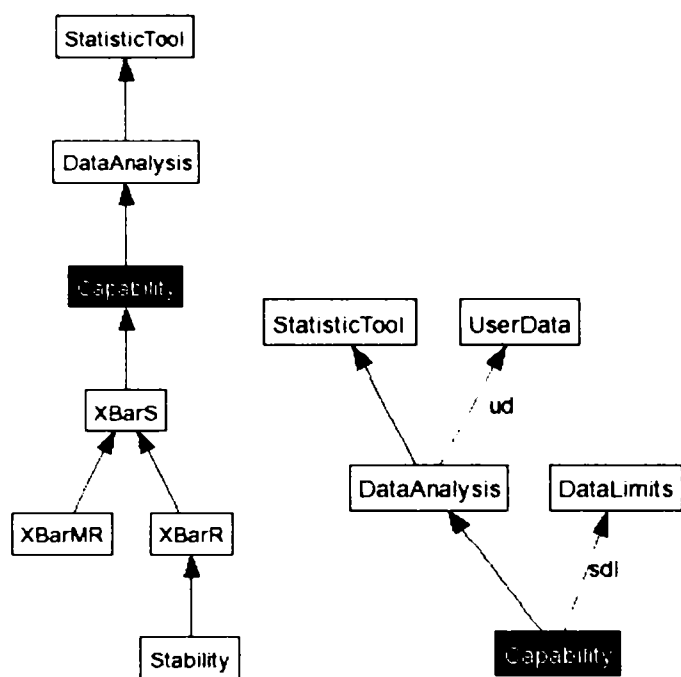 StatisticTool
DataAnalysis
Capability
XBarS
XBarMR
XBarR
Stability
StatisticTool
UserData
ud
DataAnalysis
DataLimits
sdl
Capability